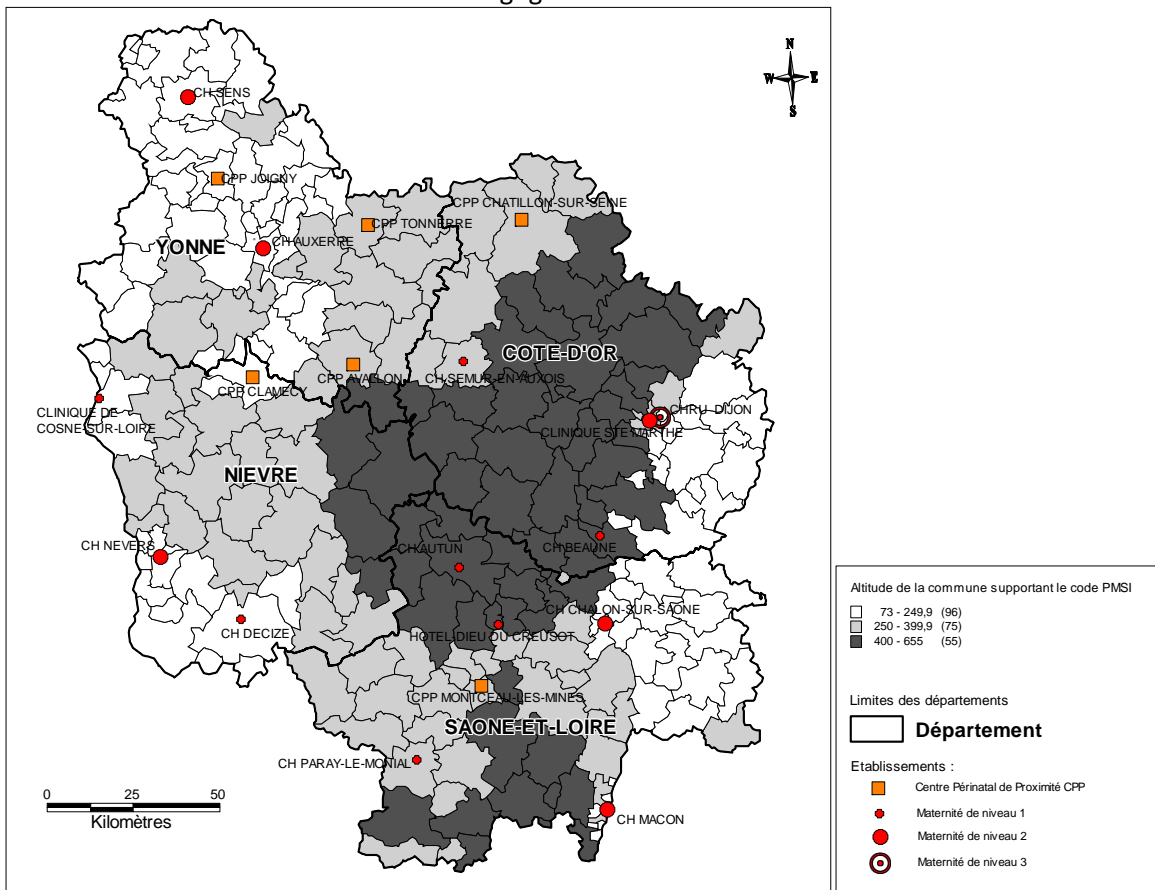 N
W E
S
CH SENS
CPP JOIGNY
CPP CHATILLON-SUR-SEINE
CPP TONNERRE
YONNE
CH AUXERRE
COTE-D'OR
CPP AVALLON
CH SEMUR-EN-AUXOIS
CPP CLAMECY
CLINIQUE DE
COSNE-SUR-LOIRE
CHRU DIJON
CLINIQUE STE MARTHE
NIEVRE
CH NEVERS
CH AUTUN
CH BEAUNE
CH CHALON-SUR-SAONE
CH DECIZE
HOTEL-DIEU DU CREUSOT
CPP MONTCEAU-LES-MINES
SAONE-ET-LOIRE
CH PARAY-LE-MONIAL
CH MACON
0 25 50
Kilomètres
Altitude de la commune supportant le code PMSI
73 - 249,9 (96)
250 - 399,9 (75)
400 - 655 (55)
Limites des départements
Département
Etablissements :
Centre Périnatal de Proximité CPP
Maternité de niveau 1
Maternité de niveau 2
Maternité de niveau 3